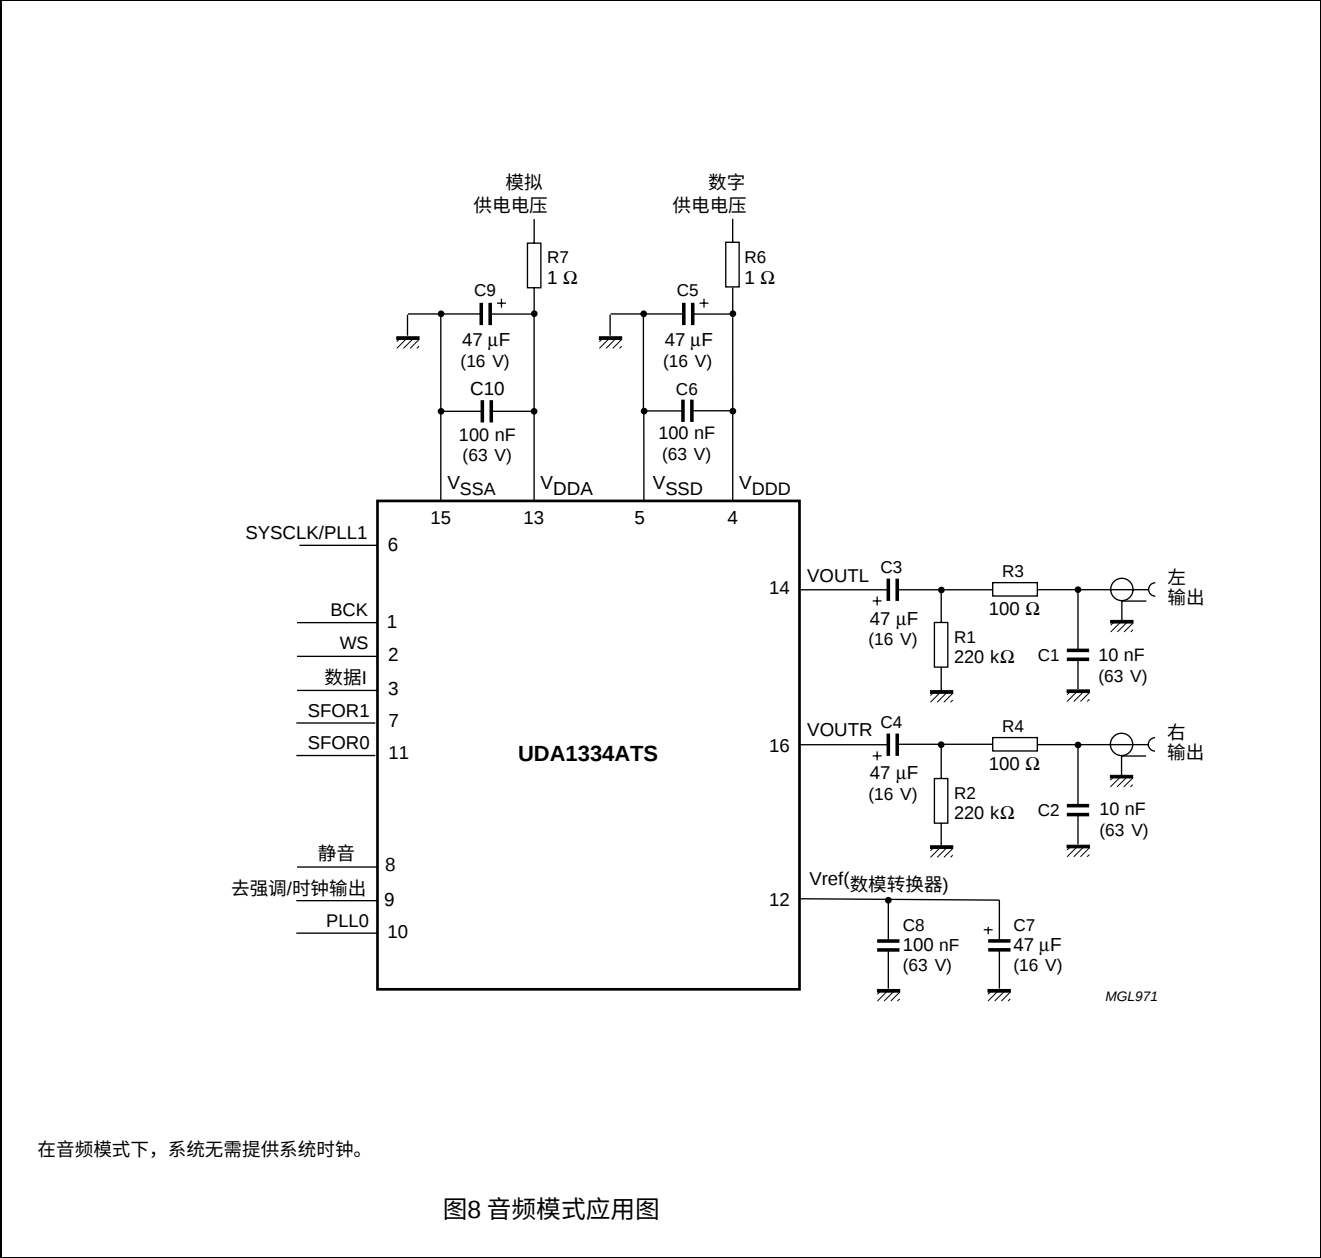 模拟
供电电压
数字
供电电压
R7
1 Ω
R6
1 Ω
C9
+
47 μF
(16 V)
C5
+
47 μF
(16 V)
C10
100 nF
(63 V)
C6
100 nF
(63 V)
VSSA
VDDA
VSSD
VDDD
15
13
5
4
SYSCLK/PLL1
6
BCK
1
WS
2
数据I
3
SFOR1
7
SFOR0
11
静音
8
去强调/时钟输出
9
PLL0
10
UDA1334ATS
14
VOUTL
C3
+
47 μF
(16 V)
R3
100 Ω
R1
220 kΩ
C1
10 nF
(63 V)
左
输出
16
VOUTR
C4
+
47 μF
(16 V)
R4
100 Ω
R2
220 kΩ
C2
10 nF
(63 V)
右
输出
12
Vref(数模转换器)
C8
100 nF
(63 V)
+
C7
47 μF
(16 V)
MGL971
在音频模式下，系统无需提供系统时钟。
图8 音频模式应用图